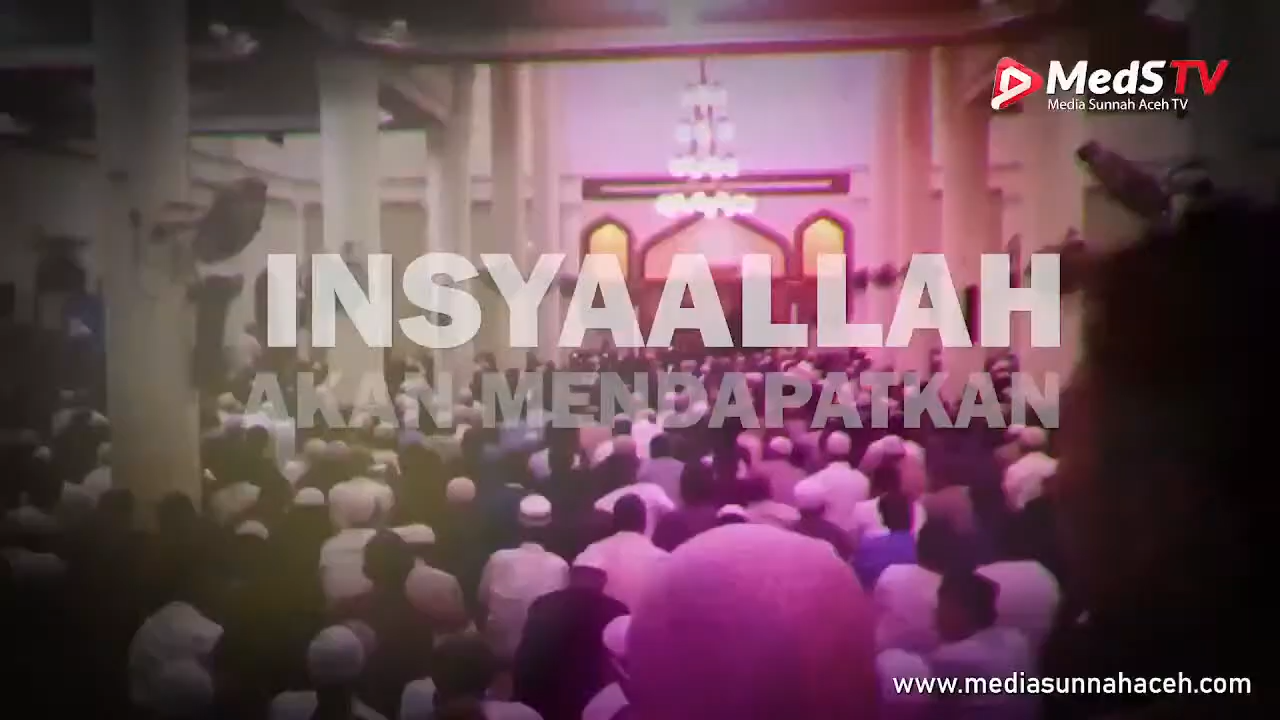 MedS TV
Media Sunnah Aceh TV
INSYAALLAH
AKAN MENDAPATKAN
www.mediasunnahaceh.com